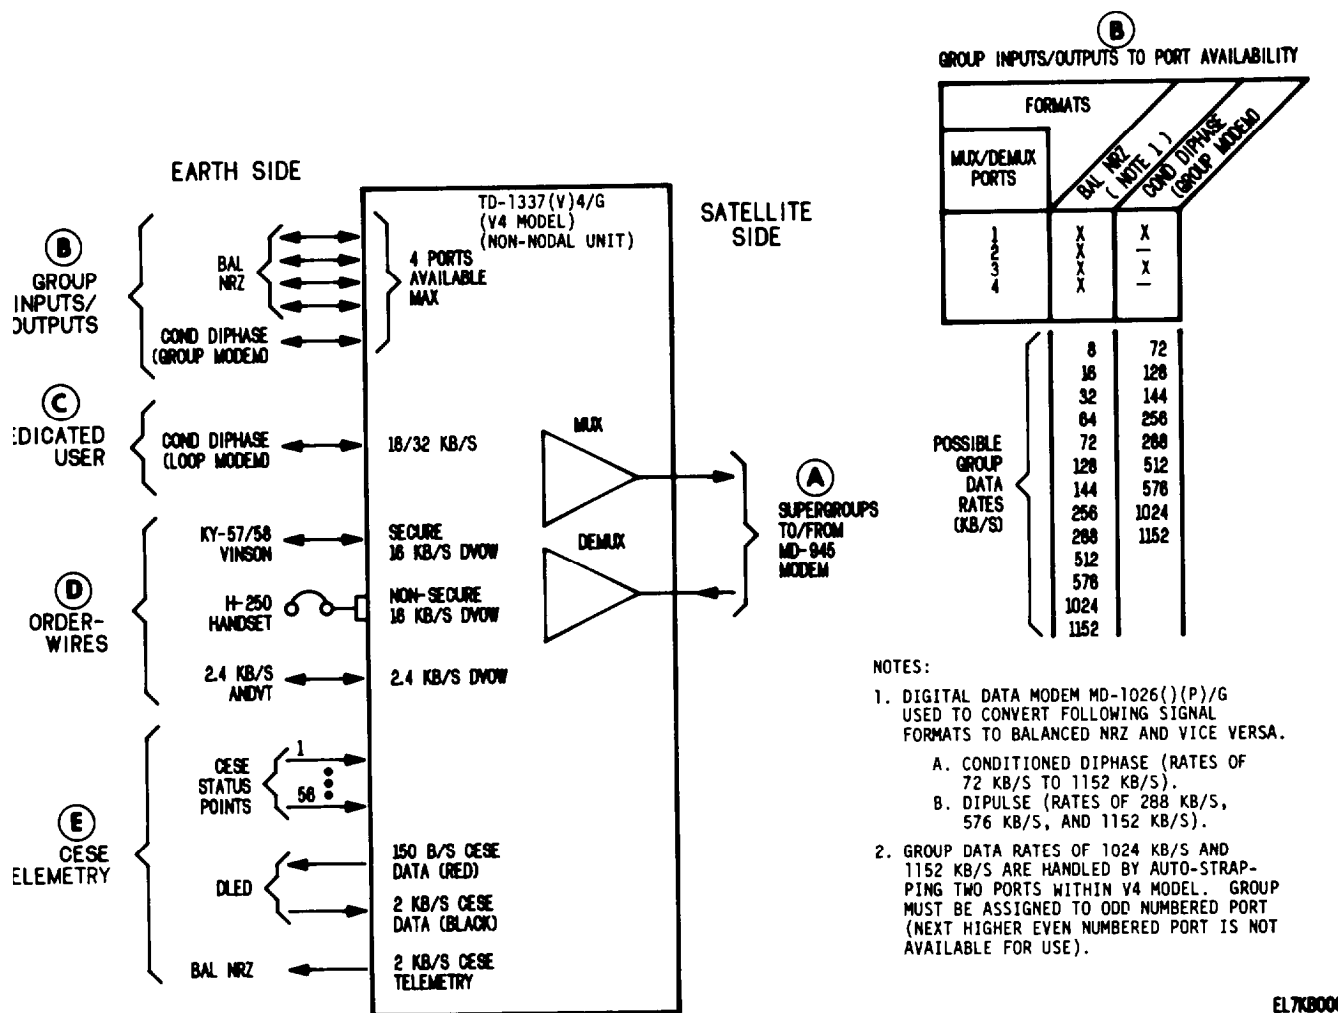 B
GROUP INPUTS/OUTPUTS TO PORT AVAILABILITY
FORMATS
MUX/DEMUX
PORTS
BAL NRZ
( NOTE 1 )
COND DIPHASE
(GROUP MODEM)
1 X X
2 X –
3 X X
4 X –
POSSIBLE
GROUP
DATA
RATES
(KB/S)
8 72
16 128
32 144
64 256
72 288
128 512
144 576
256 1024
288 1152
512
576
1024
1152
EARTH SIDE
TD-1337(V)4/G
(V4 MODEL)
(NON-NODAL UNIT)
SATELLITE
SIDE
B
GROUP
INPUTS/
OUTPUTS
BAL
NRZ
4 PORTS
AVAILABLE
MAX
COND DIPHASE
(GROUP MODEM)
C
EDICATED
USER
COND DIPHASE
(LOOP MODEM)
16/32 KB/S
MUX
A
SUPERGROUPS
TO/FROM
MD-945
MODEM
DEMUX
D
ORDER-
WIRES
KY-57/58
VINSON
SECURE
16 KB/S DVOW
H-250
HANDSET
NON-SECURE
16 KB/S DVOW
2.4 KB/S
ANDVT
2.4 KB/S DVOW
E
CESE
ELEMETRY
CESE
STATUS
POINTS
1
56
DLED
150 B/S CESE
DATA (RED)
2 KB/S CESE
DATA (BLACK)
BAL NRZ
2 KB/S CESE
TELEMETRY
NOTES:
1. DIGITAL DATA MODEM MD-1026()(P)/G
USED TO CONVERT FOLLOWING SIGNAL
FORMATS TO BALANCED NRZ AND VICE VERSA.
A. CONDITIONED DIPHASE (RATES OF
72 KB/S TO 1152 KB/S).
B. DIPULSE (RATES OF 288 KB/S,
576 KB/S, AND 1152 KB/S).
2. GROUP DATA RATES OF 1024 KB/S AND
1152 KB/S ARE HANDLED BY AUTO-STRAP-
PING TWO PORTS WITHIN V4 MODEL. GROUP
MUST BE ASSIGNED TO ODD NUMBERED PORT
(NEXT HIGHER EVEN NUMBERED PORT IS NOT
AVAILABLE FOR USE).